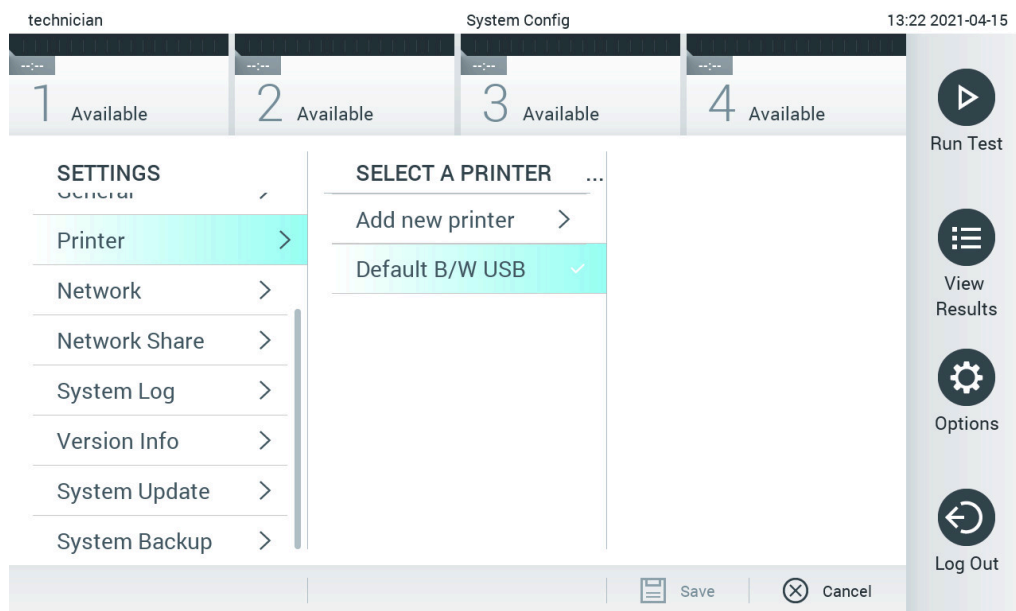 technician
System Config
13:22 2021-04-15
--:--
--:--
--:--
--:--
1 Available
2 Available
3 Available
4 Available
Run Test
SETTINGS
General
Printer
Network
Network Share
System Log
Version Info
System Update
System Backup
SELECT A PRINTER ...
Add new printer
Default B/W USB
View
Results
Options
Log Out
Save
Cancel